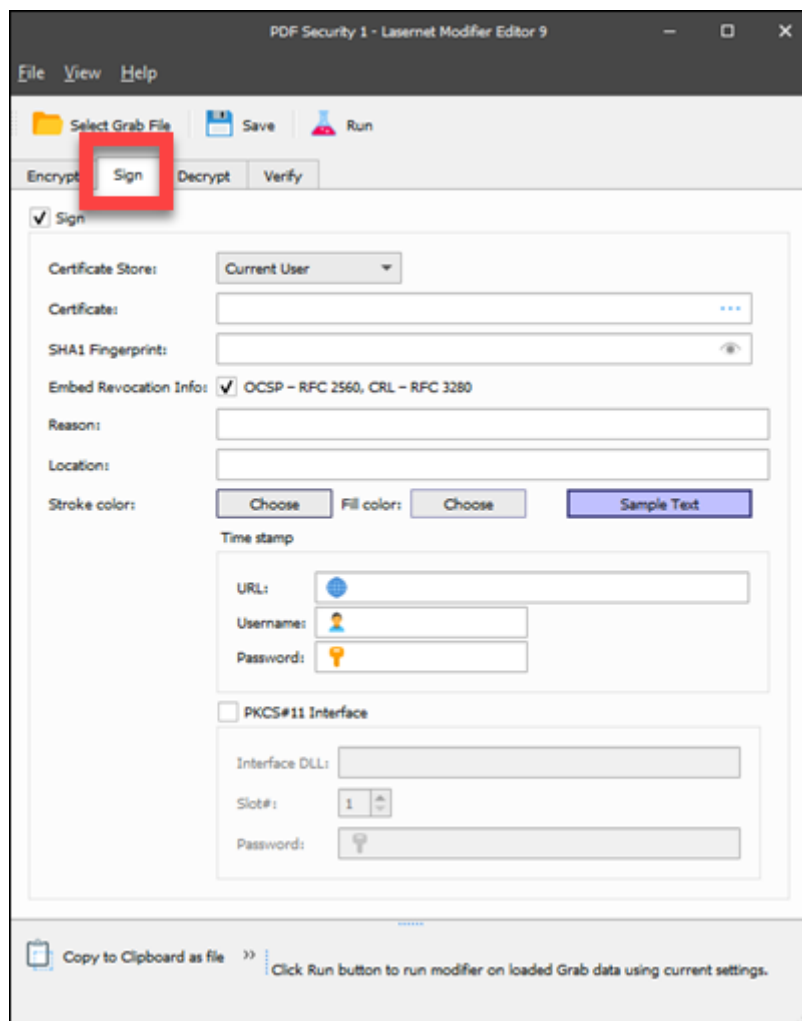 PDF Security 1 - Lasernet Modifier Editor 9
File View Help
Select Grab File Save Run
Encrypt Sign Decrypt Verify
Sign
Certificate Store: Current User
Certificate:
SHA1 Fingerprint:
Embed Revocation Info: OCSP – RFC 2560, CRL – RFC 3280
Reason:
Location:
Stroke color: Choose Fill color: Choose Sample Text
Time stamp
URL:
Username:
Password:
PKCS#11 Interface
Interface DLL:
Slot#: 1
Password:
Copy to Clipboard as file » Click Run button to run modifier on loaded Grab data using current settings.